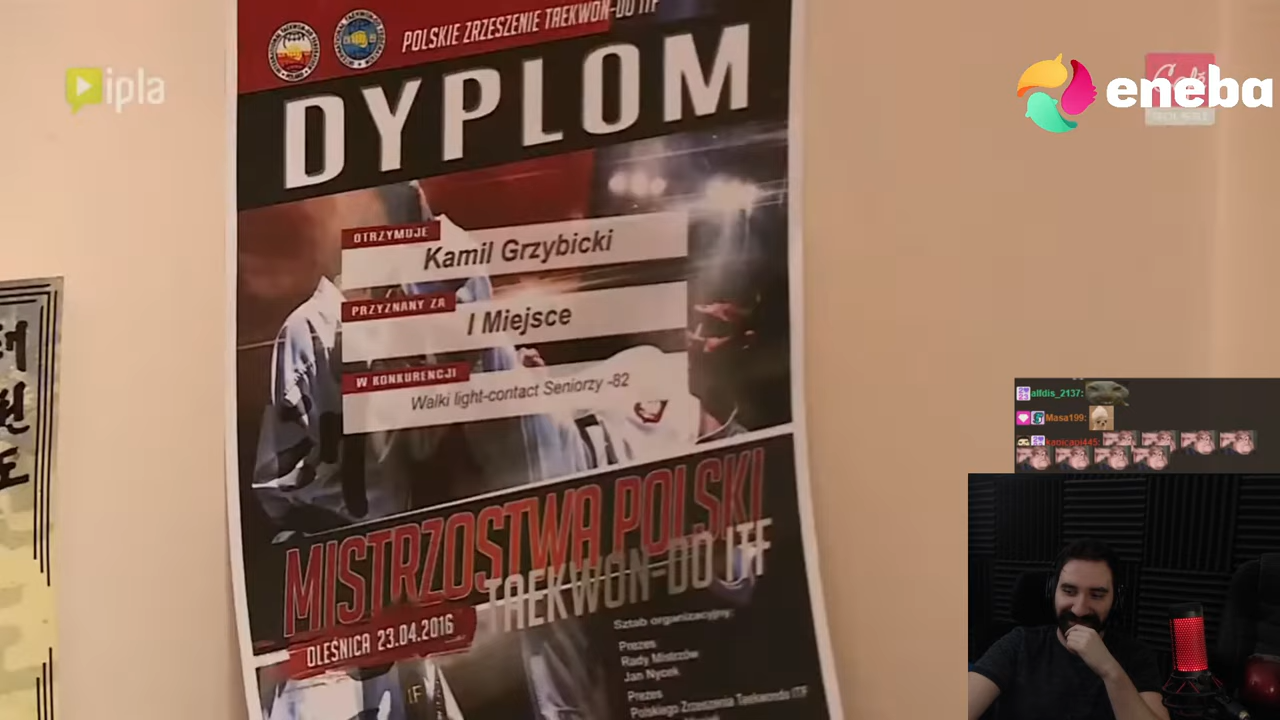 POLSKIE ZRZESZENIE TAEKWON-DO ITF
ipla
eneba
DYPLOM
OTRZYMUJE
Kamil Grzybicki
PRZYZNANY ZA
I Miejsce
W KONKURENCJI
Walki light-contact Seniorzy -82
alfdis_2137:
Masa199:
MISTRZOSTWA POLSKI
TAEKWON-DO ITF
OLEŚNICA 23.04.2016
Sztab organizacyjny:
Prezes
Rady Mistrzów
Jan Nycek
Prezes
Polskiego Zrzeszenia Taekwondo ITF